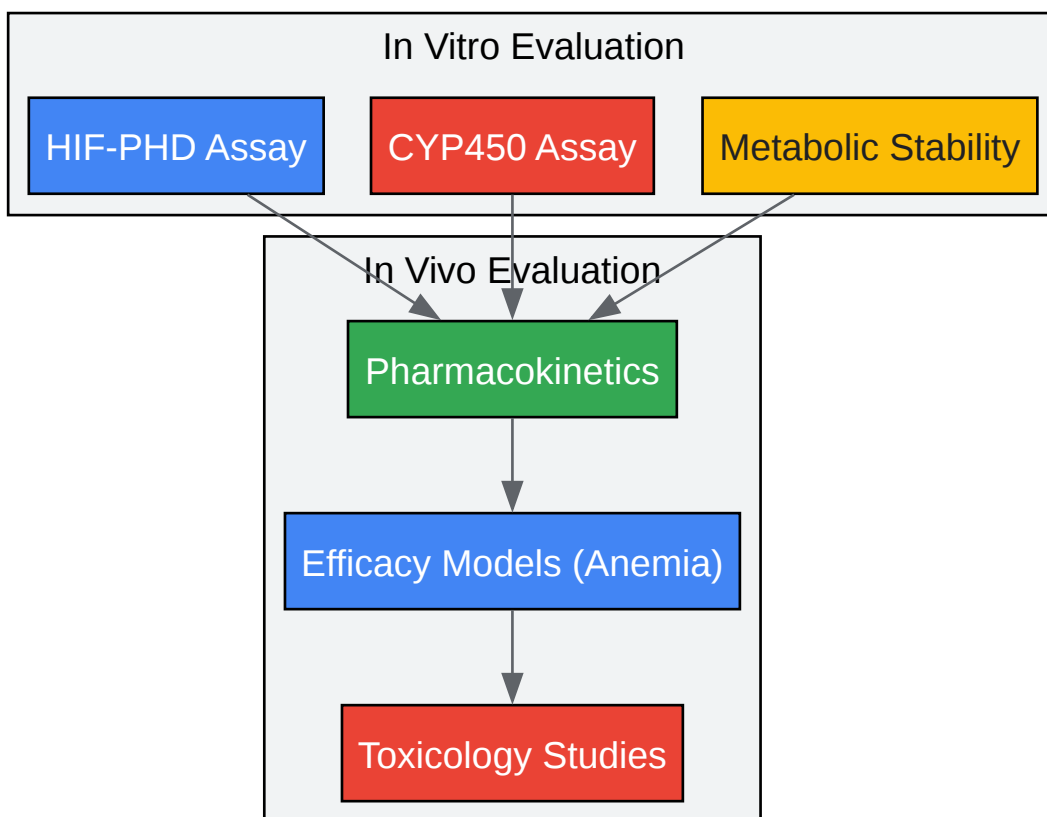 In Vitro Evaluation
HIF-PHD Assay
CYP450 Assay
Metabolic Stability
In Vivo Evaluation
Pharmacokinetics
Efficacy Models (Anemia)
Toxicology Studies